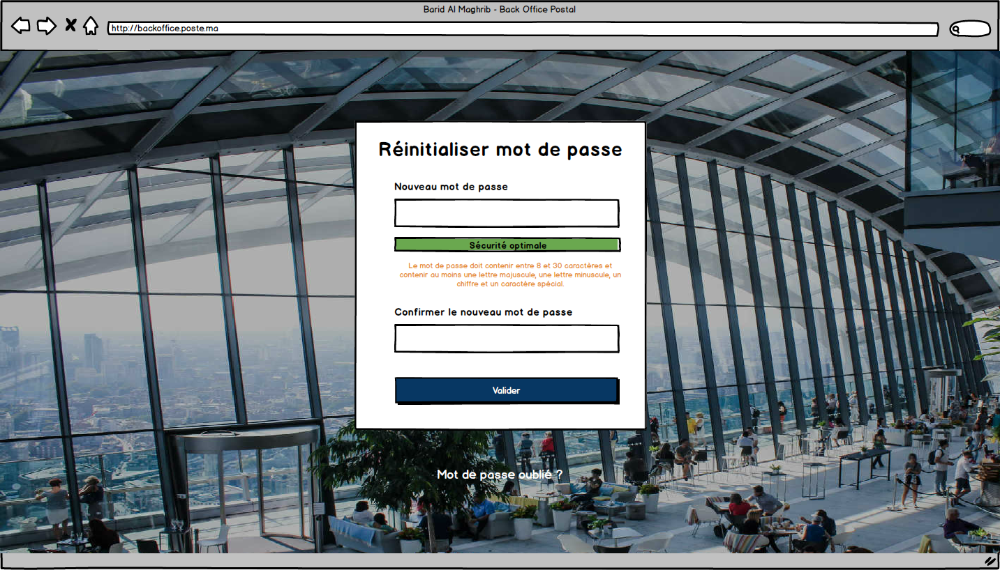 Barid Al Maghrib - Back Office Postal
http://backoffice.poste.ma
Réinitialiser mot de passe
Nouveau mot de passe
Sécurité optimale
Le mot de passe doit contenir entre 8 et 30 caractères et
contenir au moins une lettre majuscule, une lettre minuscule, un
chiffre et un caractère spécial.
Confirmer le nouveau mot de passe
Valider
Mot de passe oublié ?